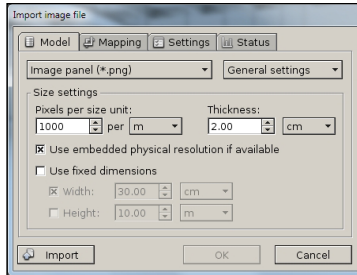 Import image file
Model Mapping Settings Status
Image panel (*.png) General settings
Size settings
Pixels per size unit: Thickness:
1000 per m 2.00 cm
Use embedded physical resolution if available
Use fixed dimensions
Width: 30.00 cm
Height: 10.00 m
Import OK Cancel